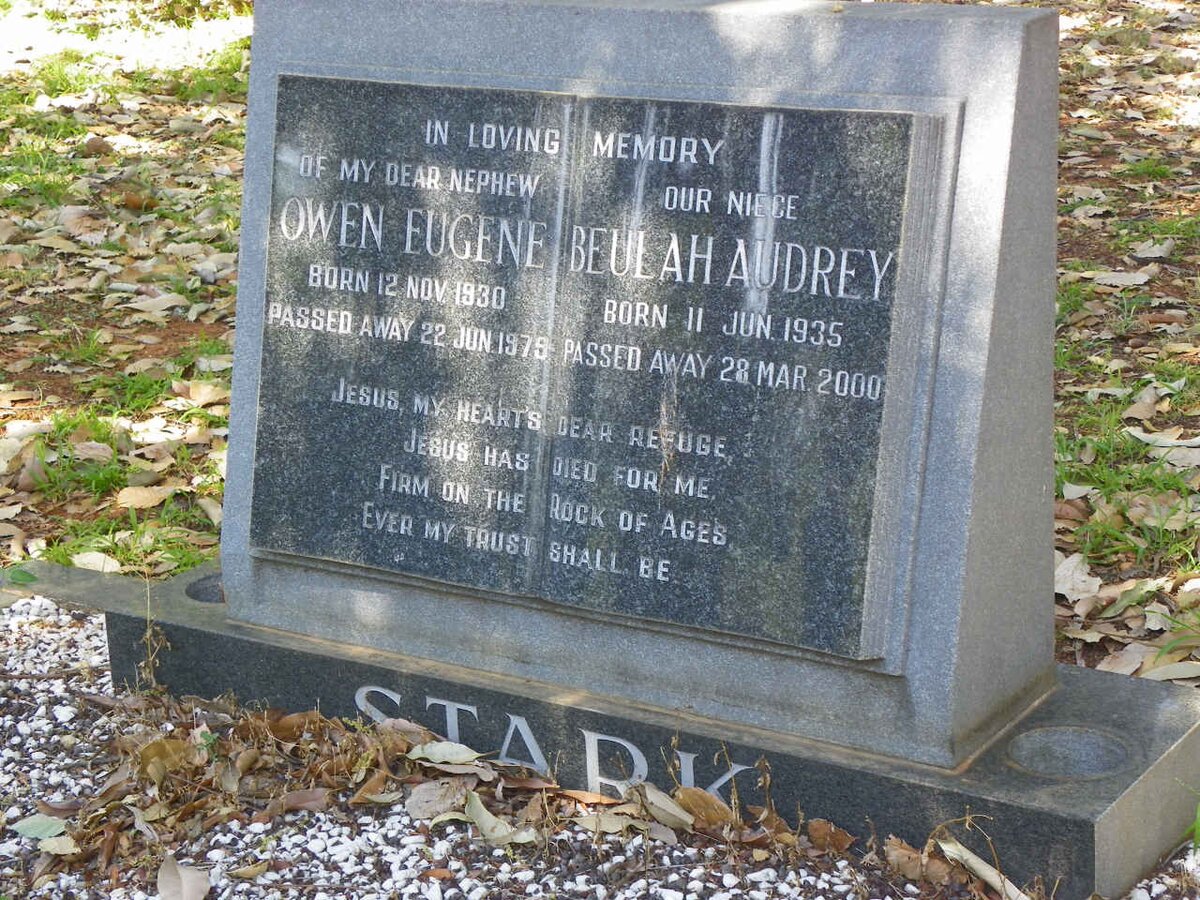 IN LOVING MEMORY
OF MY DEAR NEPHEW OUR NIECE
OWEN EUGENE BEULAH AUDREY
BORN 12 NOV. 1930 BORN 11 JUN. 1935
PASSED AWAY 22 JUN. 1975 PASSED AWAY 28 MAR. 2000
JESUS, MY HEART'S DEAR REFUGE,
JESUS HAS DIED FOR ME,
FIRM ON THE ROCK OF AGES
EVER MY TRUST SHALL BE.
STARK